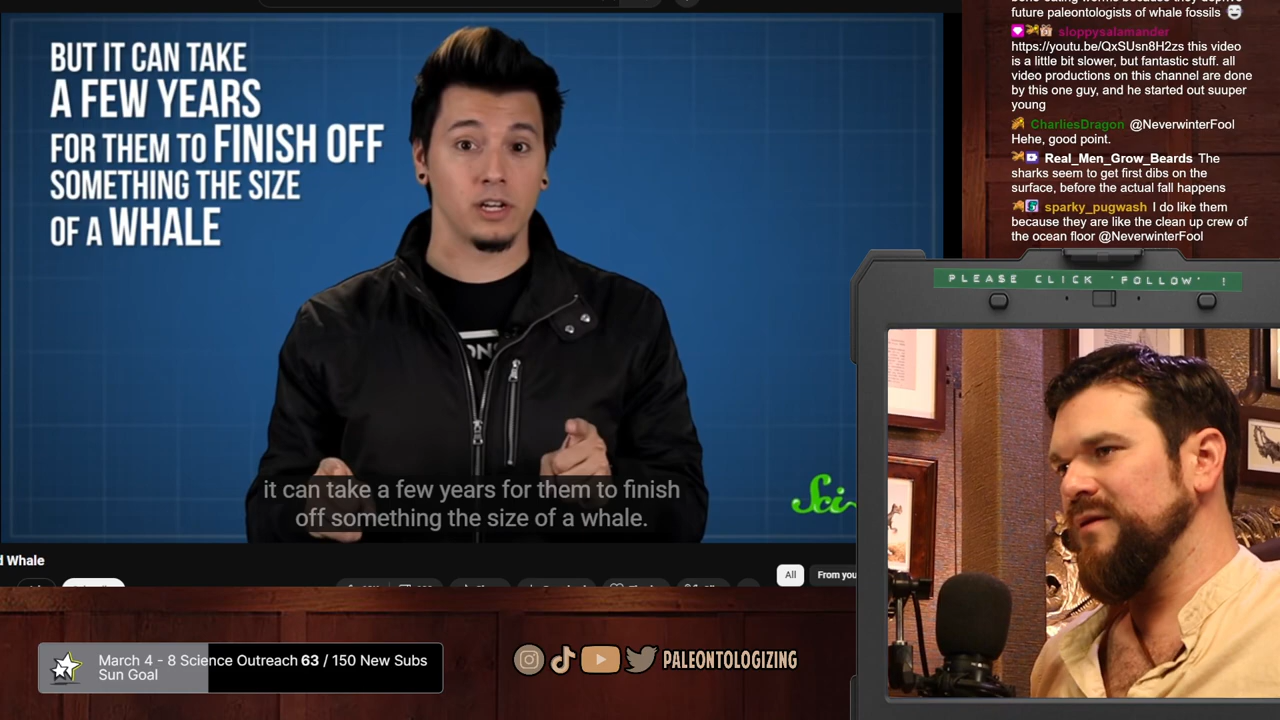 BUT IT CAN TAKE
A FEW YEARS
FOR THEM TO FINISH OFF
SOMETHING THE SIZE
OF A WHALE
it can take a few years for them to finish
off something the size of a whale.
Sci
d Whale
All
From you
future paleontologists of whale fossils
sloppysalamander
https://youtu.be/QxSUsn8H2zs this video
is a little bit slower, but fantastic stuff. all
video productions on this channel are done
by this one guy, and he started out suuper
young
CharliesDragon @NeverwinterFool
Hehe, good point.
Real_Men_Grow_Beards The
sharks seem to get first dibs on the
surface, before the actual fall happens
sparky_pugwash I do like them
because they are like the clean up crew of
the ocean floor @NeverwinterFool
PLEASE CLICK 'FOLLOW' !
March 4 - 8 Science Outreach 63 / 150 New Subs
Sun Goal
PALEONTOLOGIZING